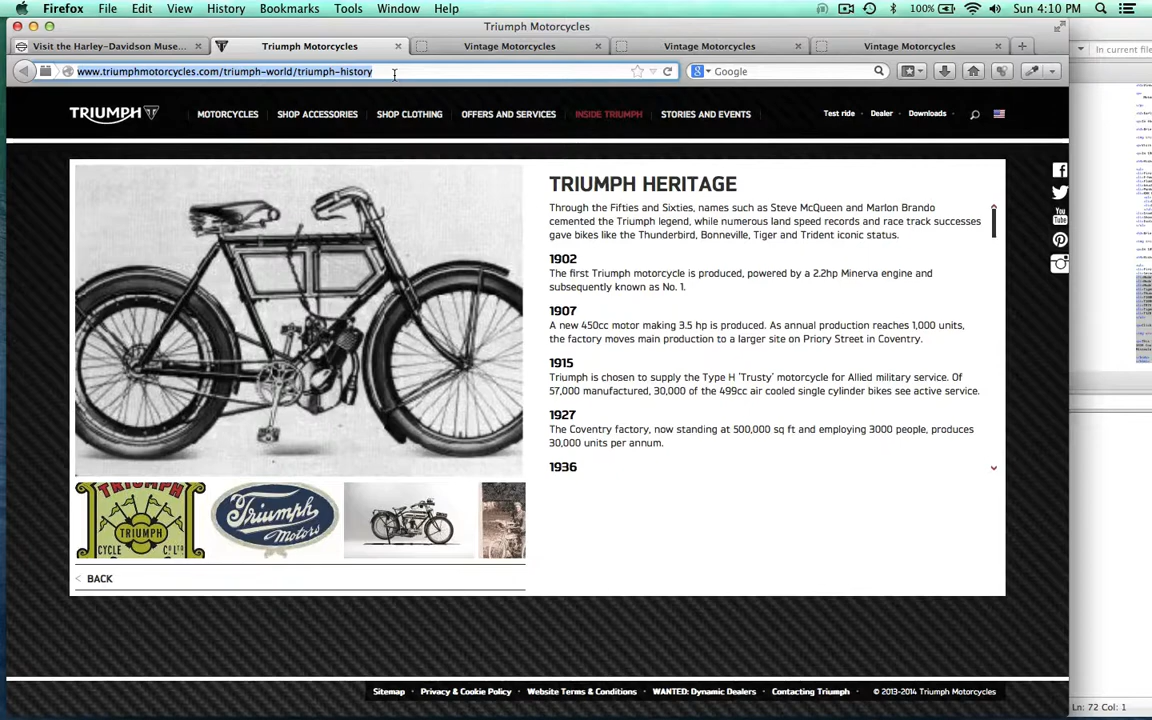 Firefox File Edit View History Bookmarks Tools Window Help 100% Sun 4:10 PM
Triumph Motorcycles
Visit the Harley-Davidson Muse... Triumph Motorcycles Vintage Motorcycles Vintage Motorcycles Vintage Motorcycles
In current file
www.triumphmotorcycles.com/triumph-world/triumph-history Google
TRIUMPH MOTORCYCLES SHOP ACCESSORIES SHOP CLOTHING OFFERS AND SERVICES INSIDE TRIUMPH STORIES AND EVENTS Test ride Dealer Downloads
TRIUMPH HERITAGE
Through the Fifties and Sixties, names such as Steve McQueen and Marlon Brando
cemented the Triumph legend, while numerous land speed records and race track successes
gave bikes like the Thunderbird, Bonneville, Tiger and Trident iconic status.
1902
The first Triumph motorcycle is produced, powered by a 2.2hp Minerva engine and
subsequently known as No. 1.
1907
A new 450cc motor making 3.5 hp is produced. As annual production reaches 1,000 units,
the factory moves main production to a larger site on Priory Street in Coventry.
1915
Triumph is chosen to supply the Type H 'Trusty' motorcycle for Allied military service. Of
57,000 manufactured, 30,000 of the 499cc air cooled single cylinder bikes see active service.
1927
The Coventry factory, now standing at 500,000 sq ft and employing 3000 people, produces
30,000 units per annum.
1936
You
Tube
TRIUMPH
TRIUMPH
CYCLE Co LTD
Triumph
Motors
< BACK
Sitemap · Privacy & Cookie Policy · Website Terms & Conditions · WANTED: Dynamic Dealers · Contacting Triumph · © 2013-2014 Triumph Motorcycles
Ln: 72 Col: 1